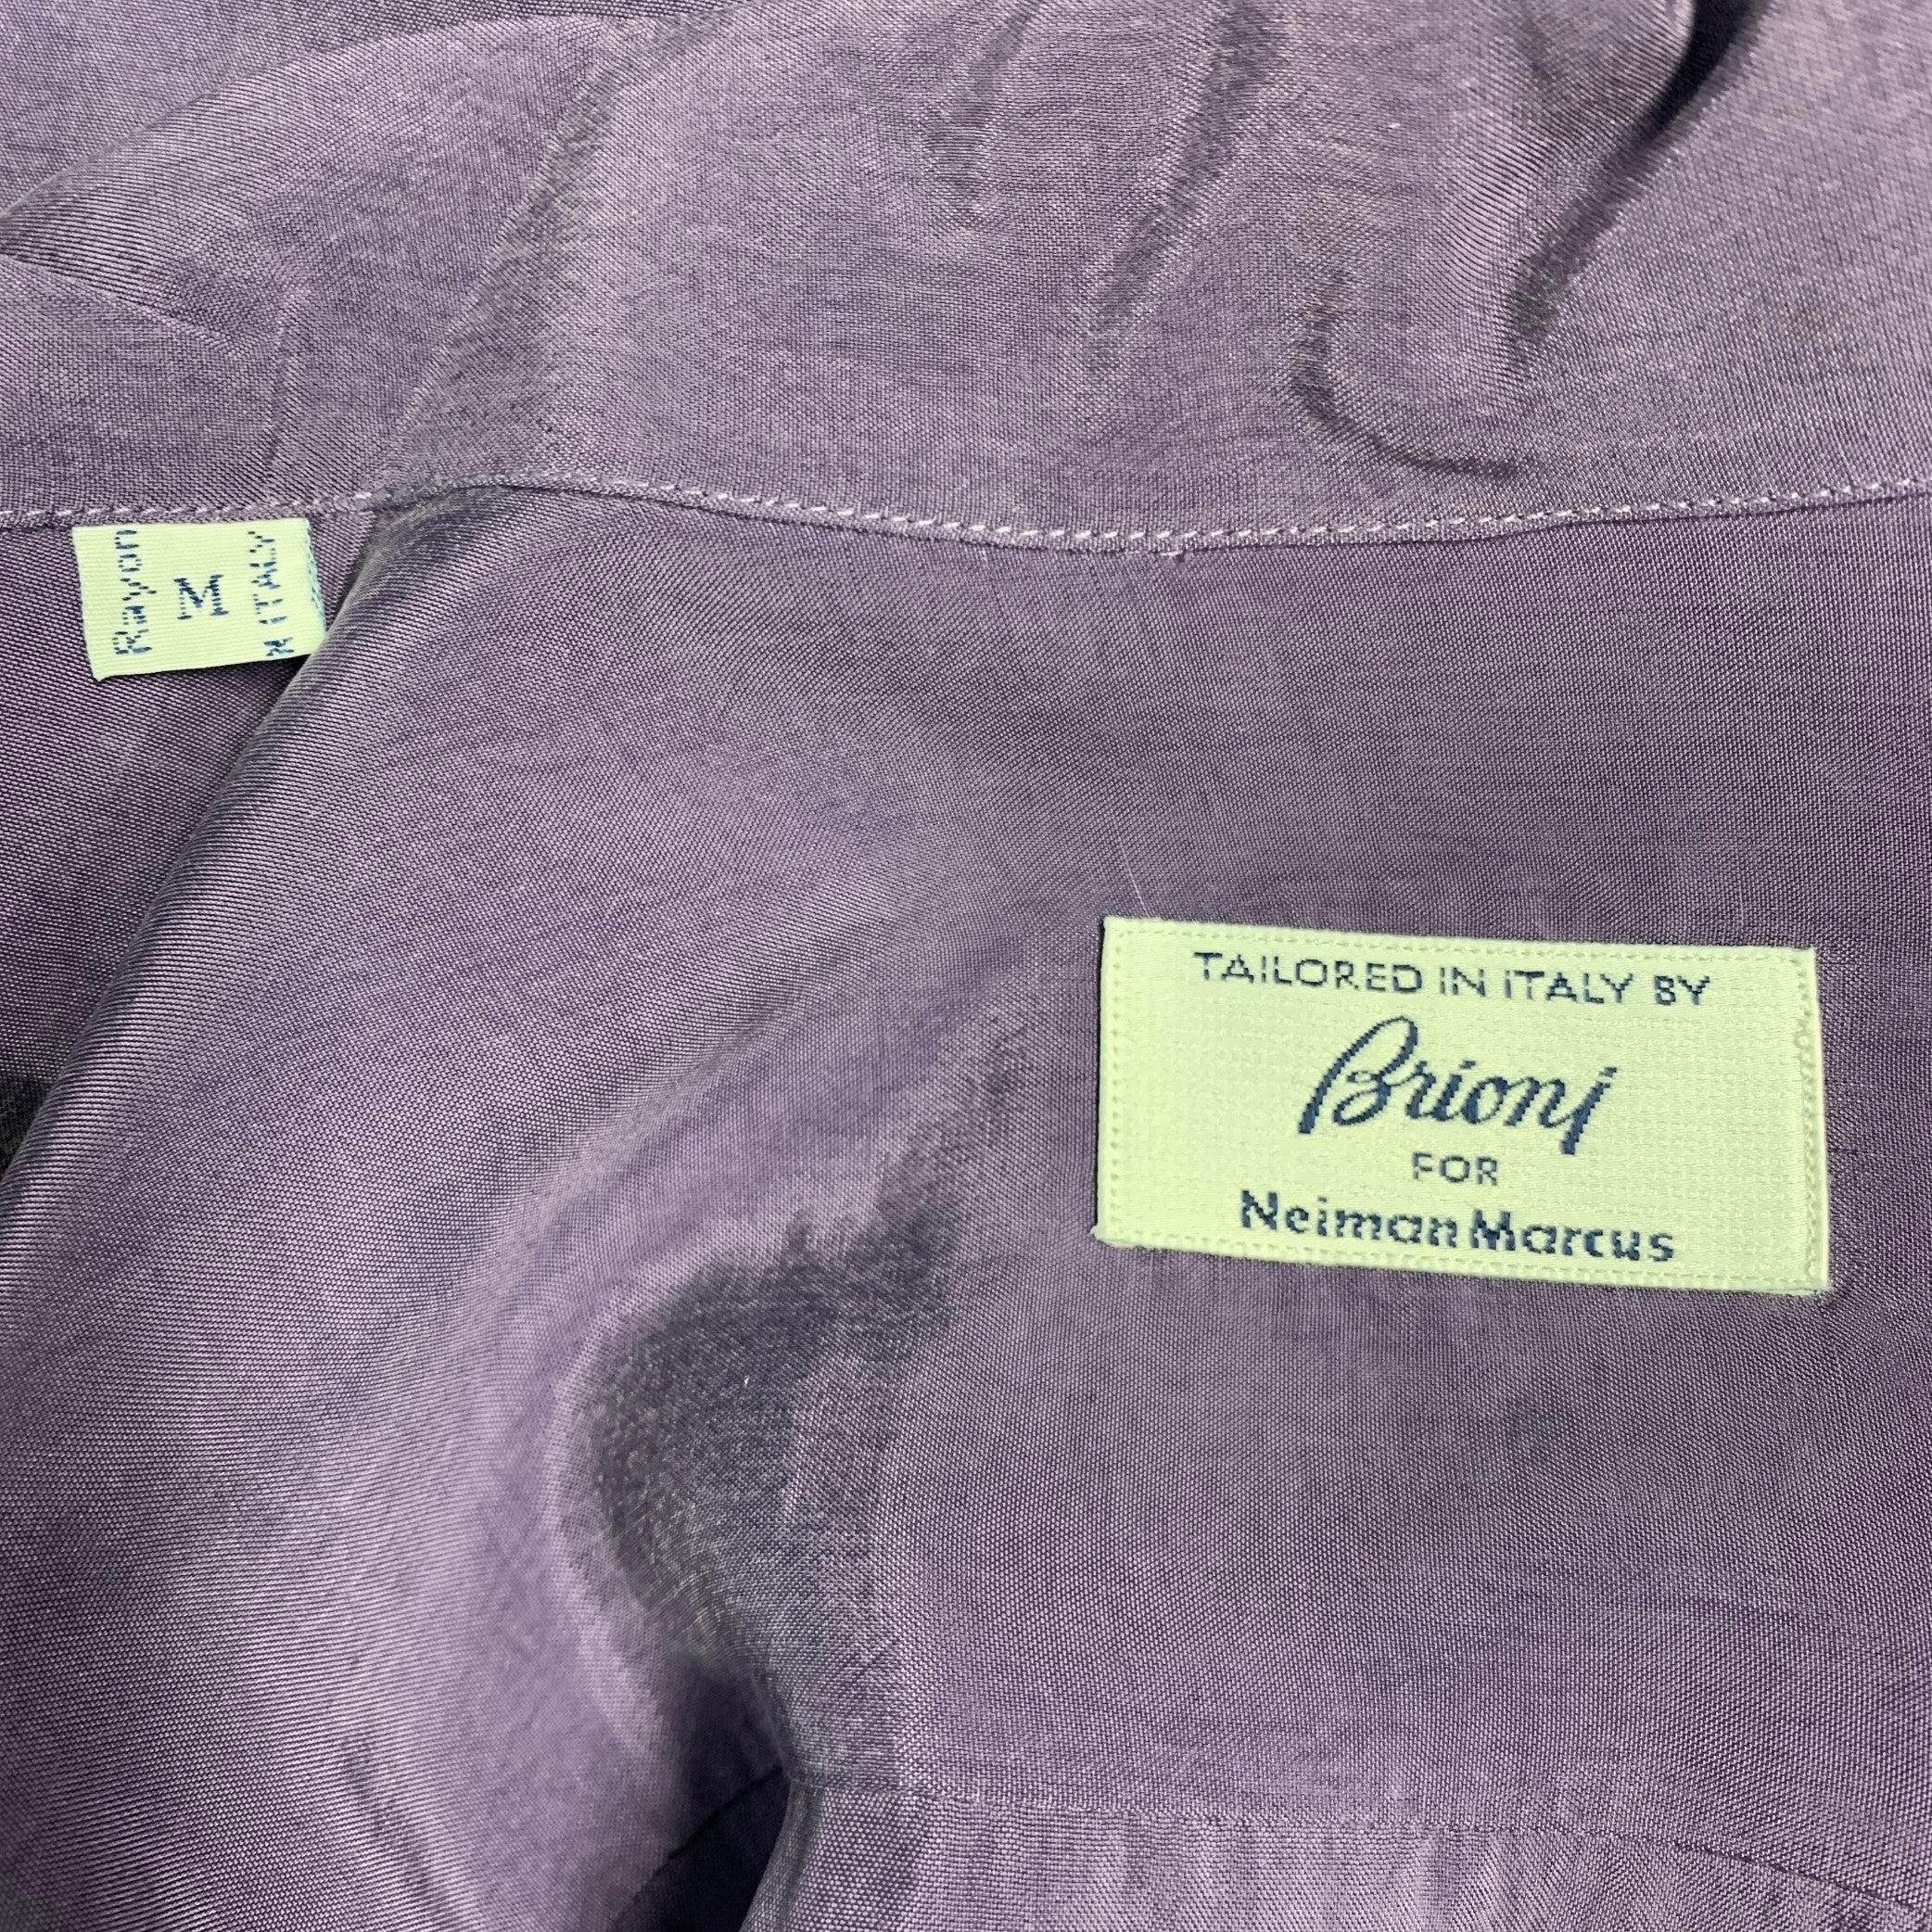 Rayon
M
N ITALY
TAILORED IN ITALY BY
Brioni
FOR
Neiman Marcus